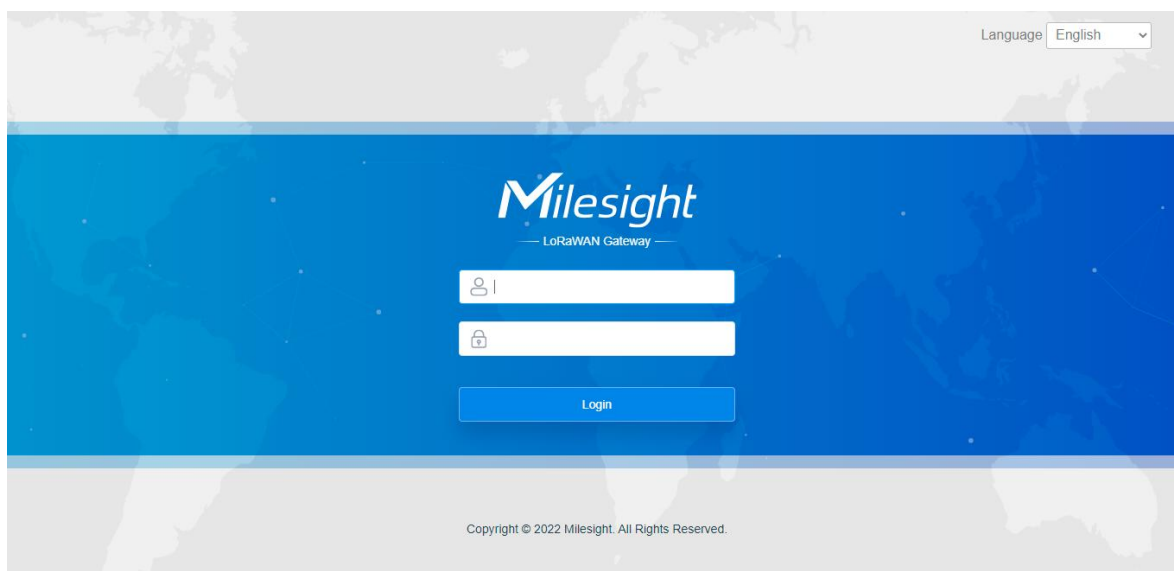 Language English
Milesight
LoRaWAN Gateway
Login
Copyright © 2022 Milesight. All Rights Reserved.